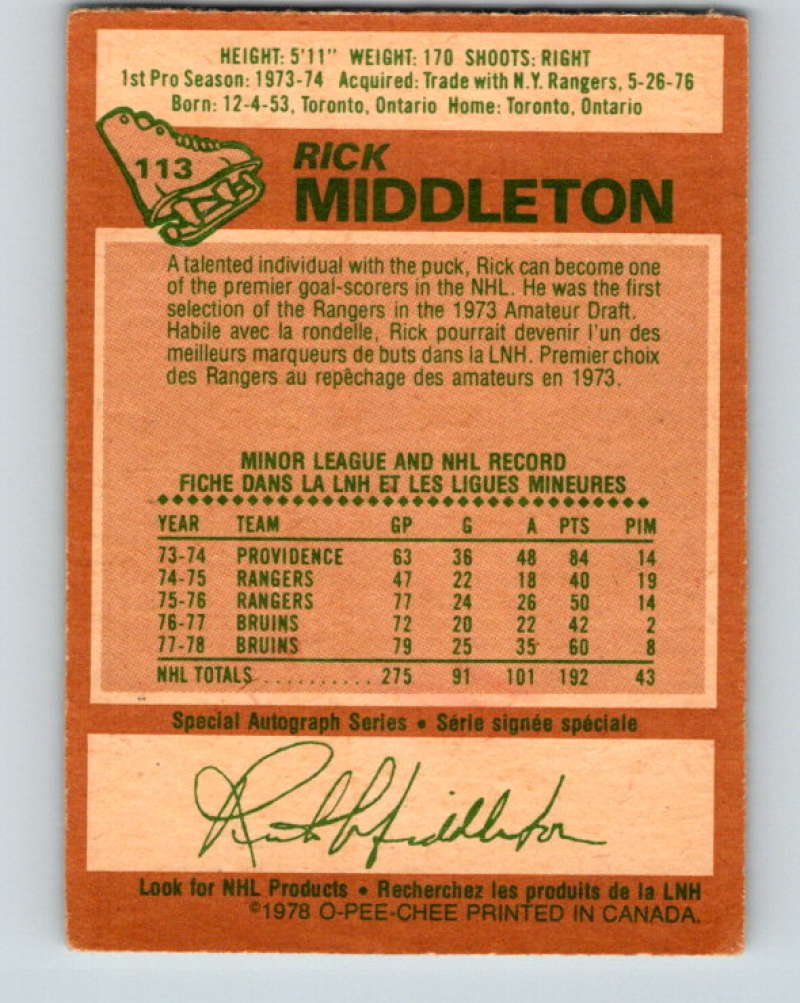 HEIGHT: 5'11" WEIGHT: 170 SHOOTS: RIGHT
1st Pro Season: 1973-74 Acquired: Trade with N.Y. Rangers, 5-26-76
Born: 12-4-53, Toronto, Ontario Home: Toronto, Ontario
113
RICK
MIDDLETON
A talented individual with the puck, Rick can become one
of the premier goal-scorers in the NHL. He was the first
selection of the Rangers in the 1973 Amateur Draft.
Habile avec la rondelle, Rick pourrait devenir l'un des
meilleurs marqueurs de buts dans la LNH. Premier choix
des Rangers au repêchage des amateurs en 1973.
MINOR LEAGUE AND NHL RECORD
FICHE DANS LA LNH ET LES LIGUES MINEURES
YEAR TEAM GP G A PTS PIM
73-74 PROVIDENCE 63 36 48 84 14
74-75 RANGERS 47 22 18 40 19
75-76 RANGERS 77 24 26 50 14
76-77 BRUINS 72 20 22 42 2
77-78 BRUINS 79 25 35 60 8
NHL TOTALS .......... 275 91 101 192 43
Special Autograph Series • Série signée spéciale
Rick Middleton
Look for NHL Products • Recherchez les produits de la LNH
©1978 O-PEE-CHEE PRINTED IN CANADA.